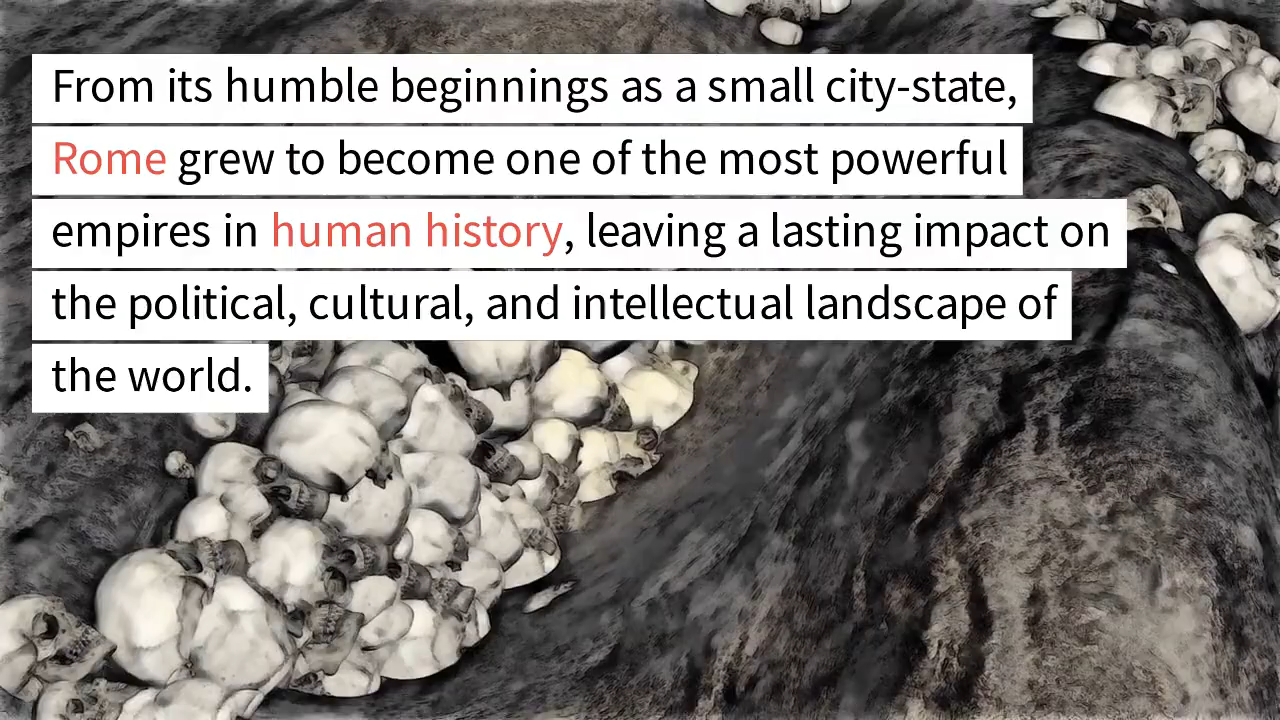 From its humble beginnings as a small city-state,
Rome grew to become one of the most powerful
empires in human history, leaving a lasting impact on
the political, cultural, and intellectual landscape of
the world.